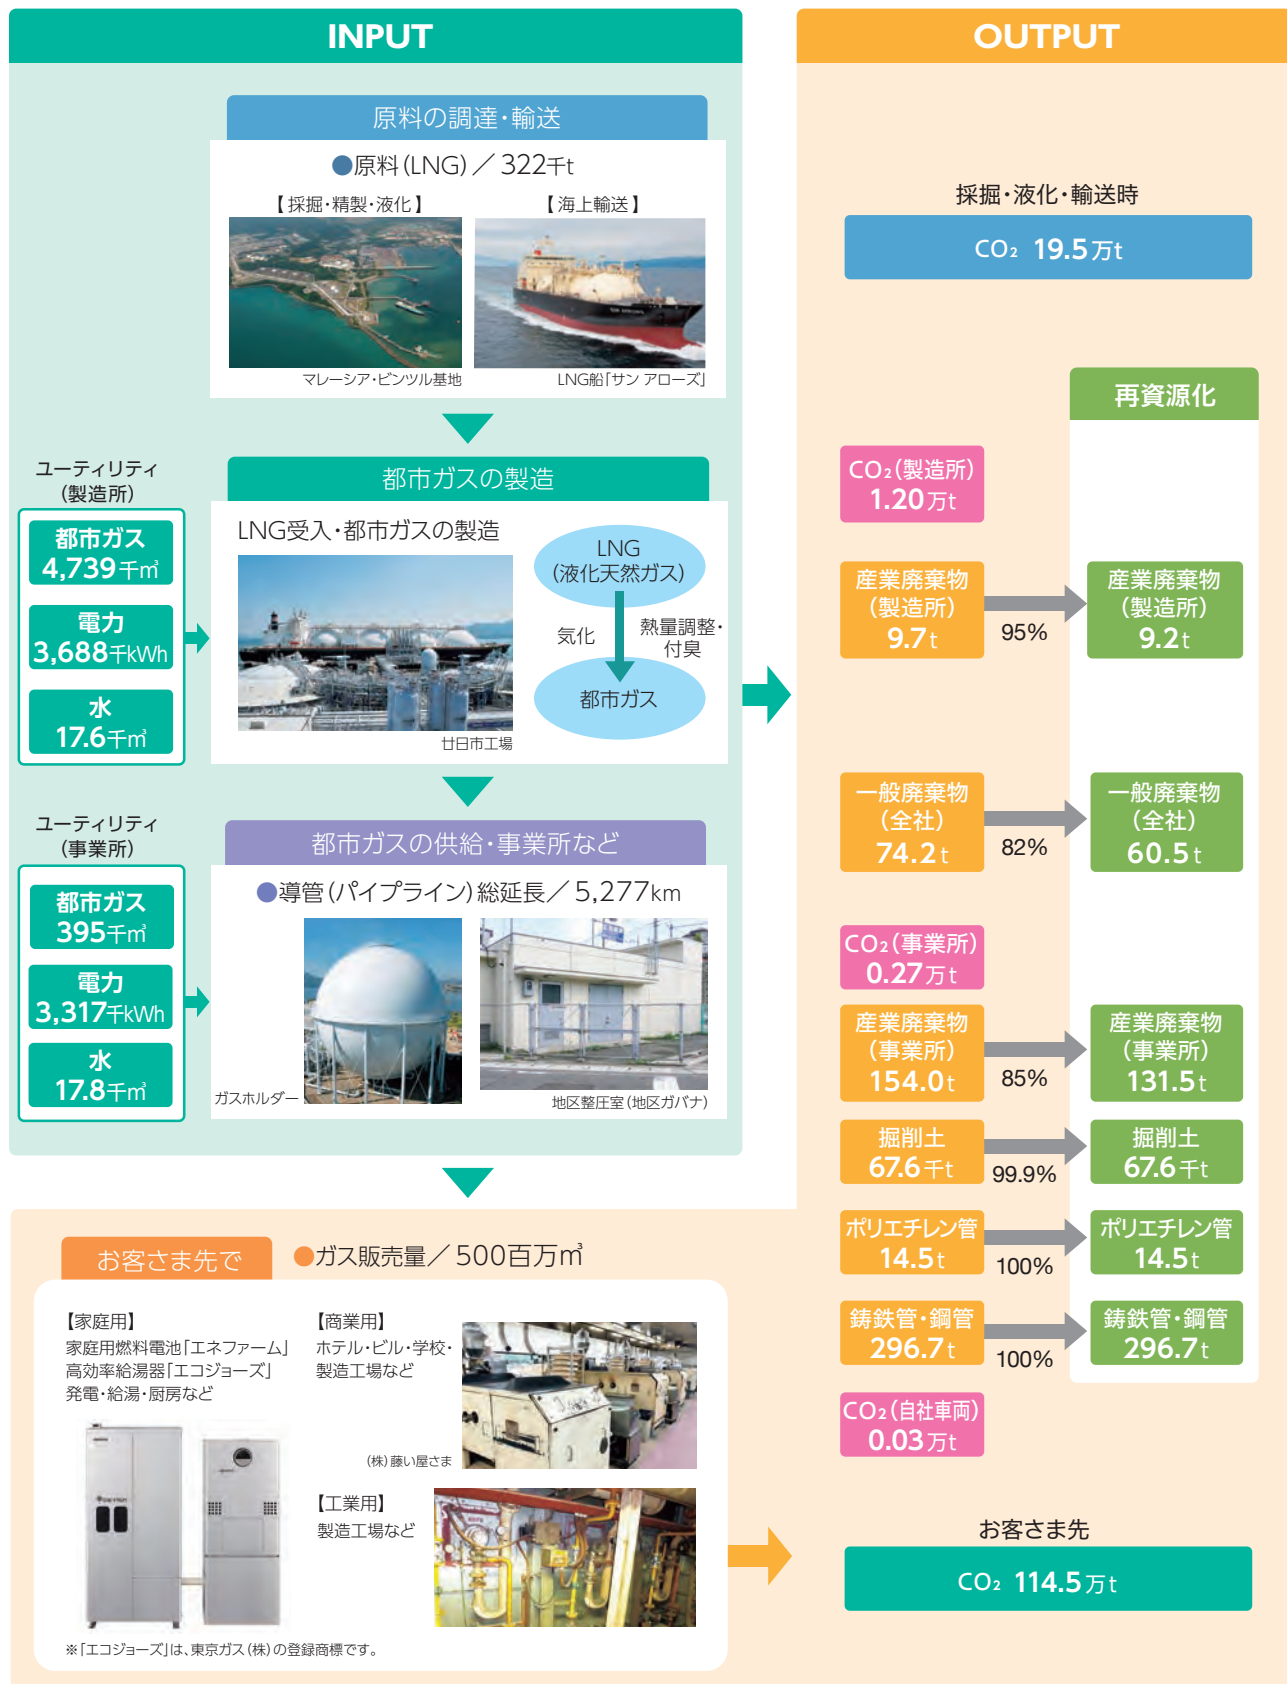 INPUT
原料の調達・輸送
●原料(LNG)／322千t
【採掘・精製・液化】
【海上輸送】
マレーシア・ビンツル基地
LNG船「サン アローズ」
ユーティリティ
(製造所)
都市ガス
4,739千㎥
電力
3,688千kWh
水
17.6千㎥
都市ガスの製造
LNG受入・都市ガスの製造
LNG
(液化天然ガス)
気化
熱量調整・
付臭
都市ガス
廿日市工場
ユーティリティ
(事業所)
都市ガス
395千㎥
電力
3,317千kWh
水
17.8千㎥
都市ガスの供給・事業所など
●導管(パイプライン)総延長／5,277km
ガスホルダー
地区整圧室(地区ガバナ)
お客さま先で
●ガス販売量／500百万㎥
【家庭用】
家庭用燃料電池「エネファーム」
高効率給湯器「エコジョーズ」
発電・給湯・厨房など
【商業用】
ホテル・ビル・学校・
製造工場など
(株)藤い屋さま
【工業用】
製造工場など
※「エコジョーズ」は、東京ガス(株)の登録商標です。
OUTPUT
採掘・液化・輸送時
CO₂ 19.5万t
再資源化
CO₂(製造所)
1.20万t
産業廃棄物
(製造所)
9.7t
95%
産業廃棄物
(製造所)
9.2t
一般廃棄物
(全社)
74.2t
82%
一般廃棄物
(全社)
60.5t
CO₂(事業所)
0.27万t
産業廃棄物
(事業所)
154.0t
85%
産業廃棄物
(事業所)
131.5t
掘削土
67.6千t
99.9%
掘削土
67.6千t
ポリエチレン管
14.5t
100%
ポリエチレン管
14.5t
鋳鉄管・鋼管
296.7t
100%
鋳鉄管・鋼管
296.7t
CO₂(自社車両)
0.03万t
お客さま先
CO₂ 114.5万t